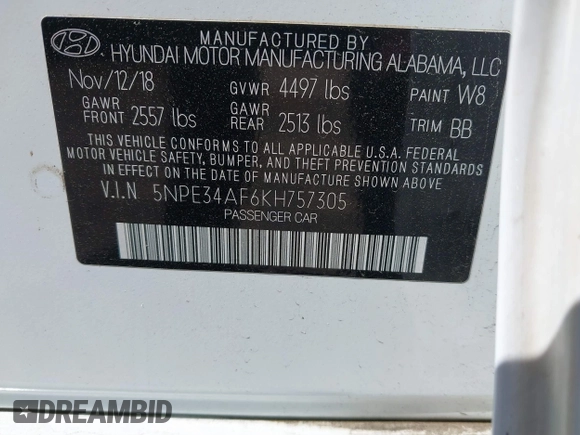 MANUFACTURED BY
HYUNDAI MOTOR MANUFACTURING ALABAMA, LLC
Nov/12/18 GVWR 4497 lbs PAINT W8
GAWR FRONT 2557 lbs GAWR REAR 2513 lbs TRIM BB
THIS VEHICLE CONFORMS TO ALL APPLICABLE U.S.A. FEDERAL
MOTOR VEHICLE SAFETY, BUMPER, AND THEFT PREVENTION STANDARDS
IN EFFECT ON THE DATE OF MANUFACTURE SHOWN ABOVE.
V.I.N 5NPE34AF6KH757305
PASSENGER CAR
DREAMBID